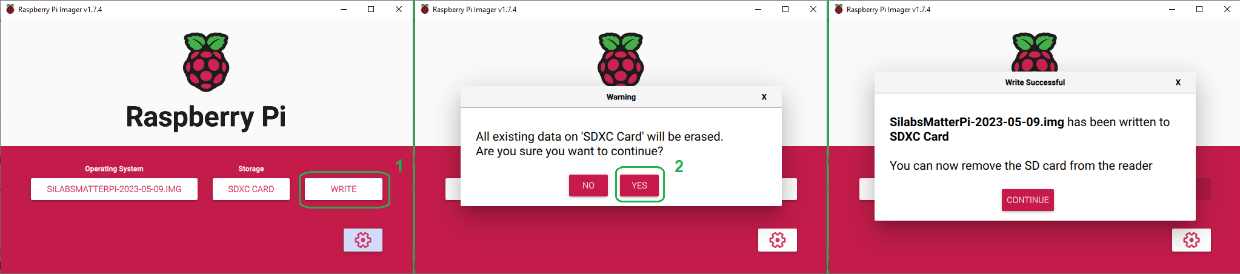 Raspberry Pi Imager v1.7.4
Raspberry Pi
Operating System
Storage
SILABSMATTERPI-2023-05-09.IMG
SDXC CARD
WRITE
1
Raspberry Pi Imager v1.7.4
Warning
X
All existing data on 'SDXC Card' will be erased.
Are you sure you want to continue?
NO
YES
2
Raspberry Pi Imager v1.7.4
Write Successful
X
SilabsMatterPi-2023-05-09.img has been written to
SDXC Card
You can now remove the SD card from the reader
CONTINUE